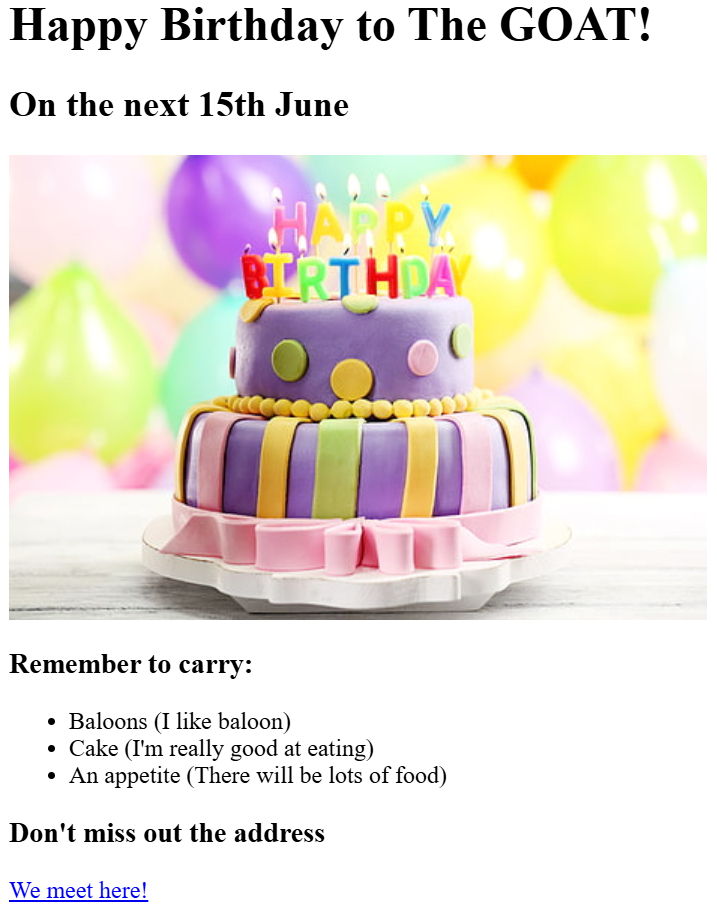 Happy Birthday to The GOAT!
On the next 15th June
HAPPY
BIRTHDAY
Remember to carry:
Baloons (I like baloon)
Cake (I'm really good at eating)
An appetite (There will be lots of food)
Don't miss out the address
We meet here!